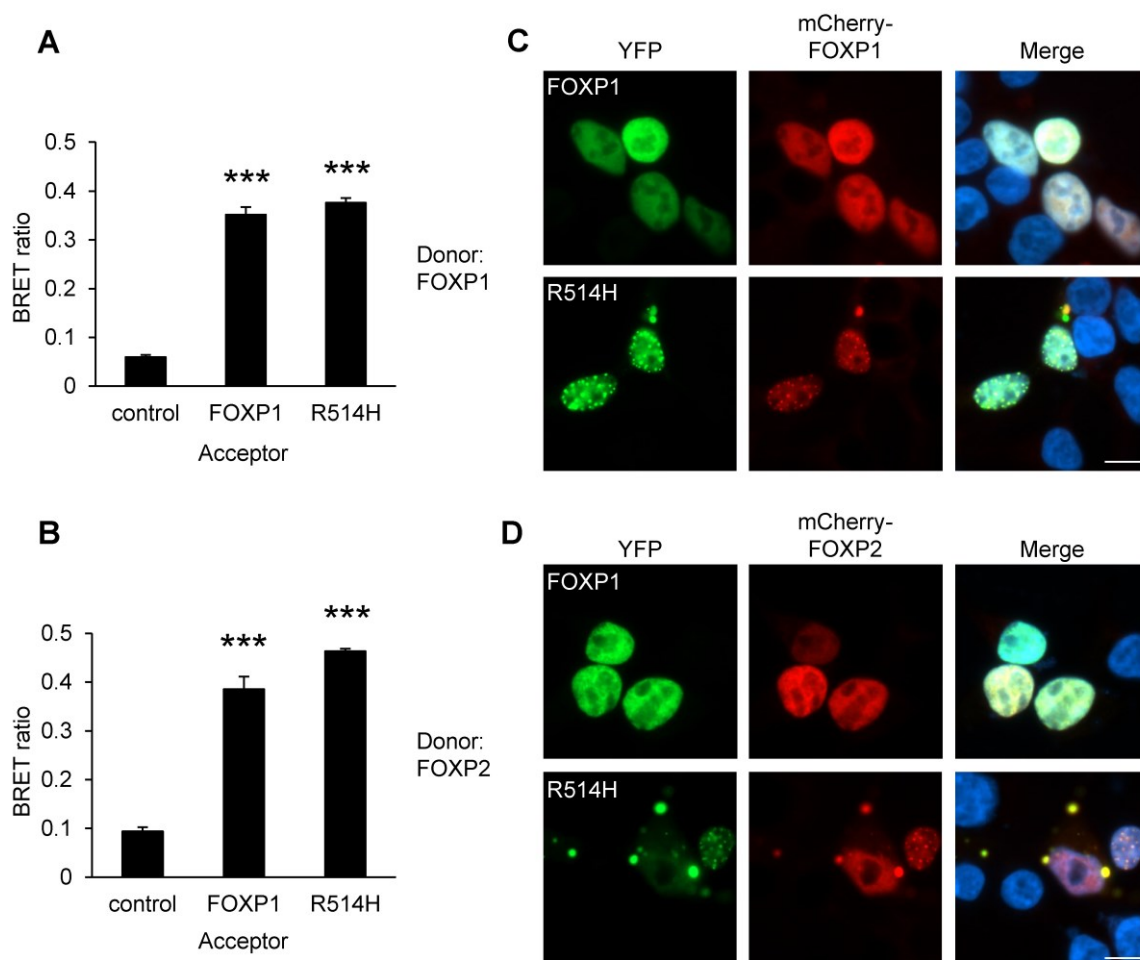 A
0.5
0.4
0.3
0.2
0.1
0
BRET ratio
***
***
control
FOXP1
R514H
Acceptor
Donor:
FOXP1
C
YFP
mCherry-
FOXP1
Merge
FOXP1
R514H
B
0.5
0.4
0.3
0.2
0.1
0
BRET ratio
***
***
control
FOXP1
R514H
Acceptor
Donor:
FOXP2
D
YFP
mCherry-
FOXP2
Merge
FOXP1
R514H